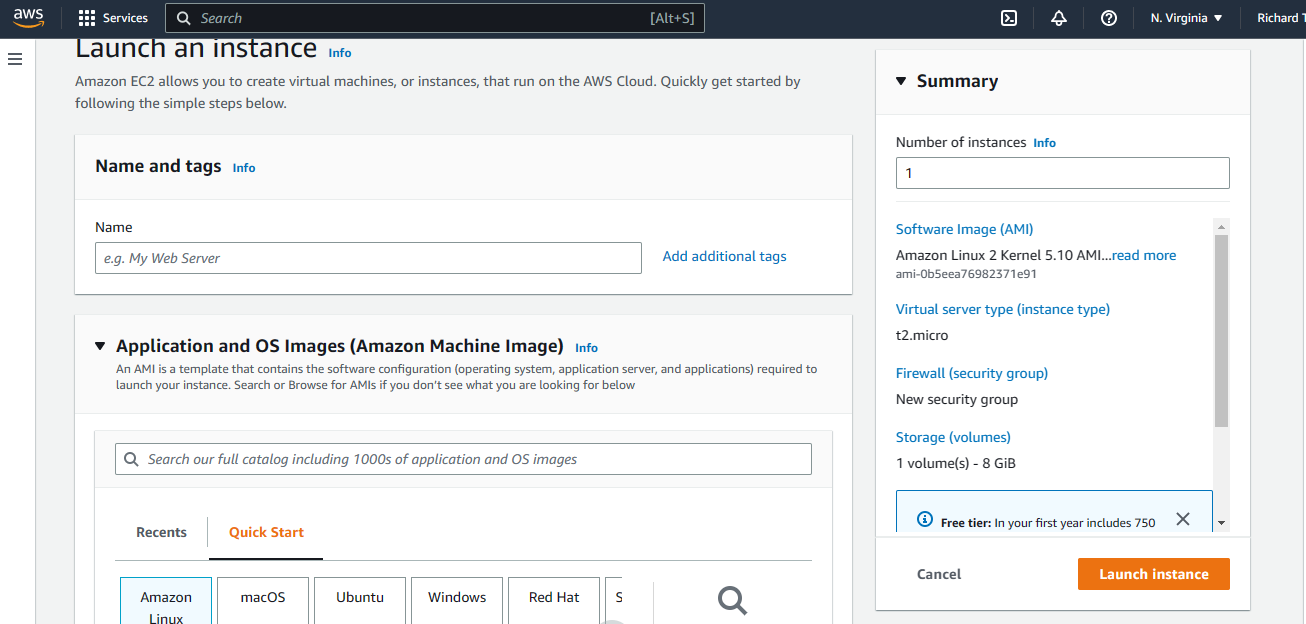 aws
Services
Search
[Alt+S]
N. Virginia
Richard T
Launch an instance Info
Amazon EC2 allows you to create virtual machines, or instances, that run on the AWS Cloud. Quickly get started by
following the simple steps below.
Name and tags Info
Name
e.g. My Web Server
Add additional tags
Application and OS Images (Amazon Machine Image) Info
An AMI is a template that contains the software configuration (operating system, application server, and applications) required to
launch your instance. Search or Browse for AMIs if you don't see what you are looking for below
Search our full catalog including 1000s of application and OS images
Recents
Quick Start
Amazon
Linux
macOS
Ubuntu
Windows
Red Hat
S
Summary
Number of instances Info
1
Software Image (AMI)
Amazon Linux 2 Kernel 5.10 AMI...read more
ami-0b5eea76982371e91
Virtual server type (instance type)
t2.micro
Firewall (security group)
New security group
Storage (volumes)
1 volume(s) - 8 GiB
Free tier: In your first year includes 750
Cancel
Launch instance